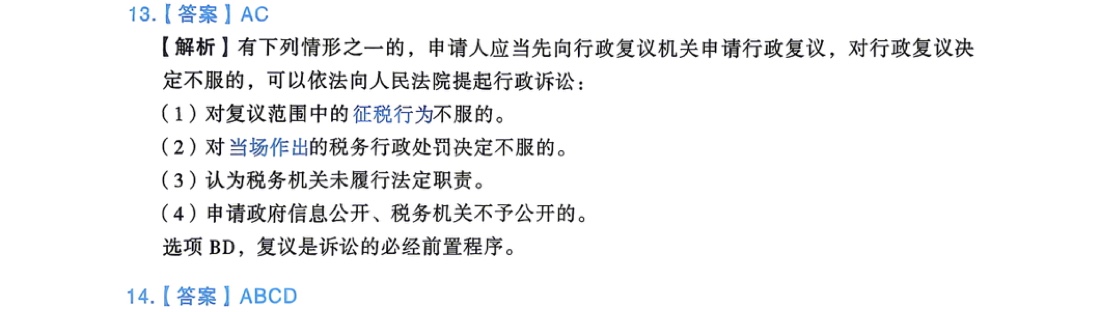 13.【答案】AC
【解析】有下列情形之一的，申请人应当先向行政复议机关申请行政复议，对行政复议决
定不服的，可以依法向人民法院提起行政诉讼：
（1）对复议范围中的征税行为不服的。
（2）对当场作出的税务行政处罚决定不服的。
（3）认为税务机关未履行法定职责。
（4）申请政府信息公开、税务机关不予公开的。
选项 BD，复议是诉讼的必经前置程序。
14.【答案】ABCD